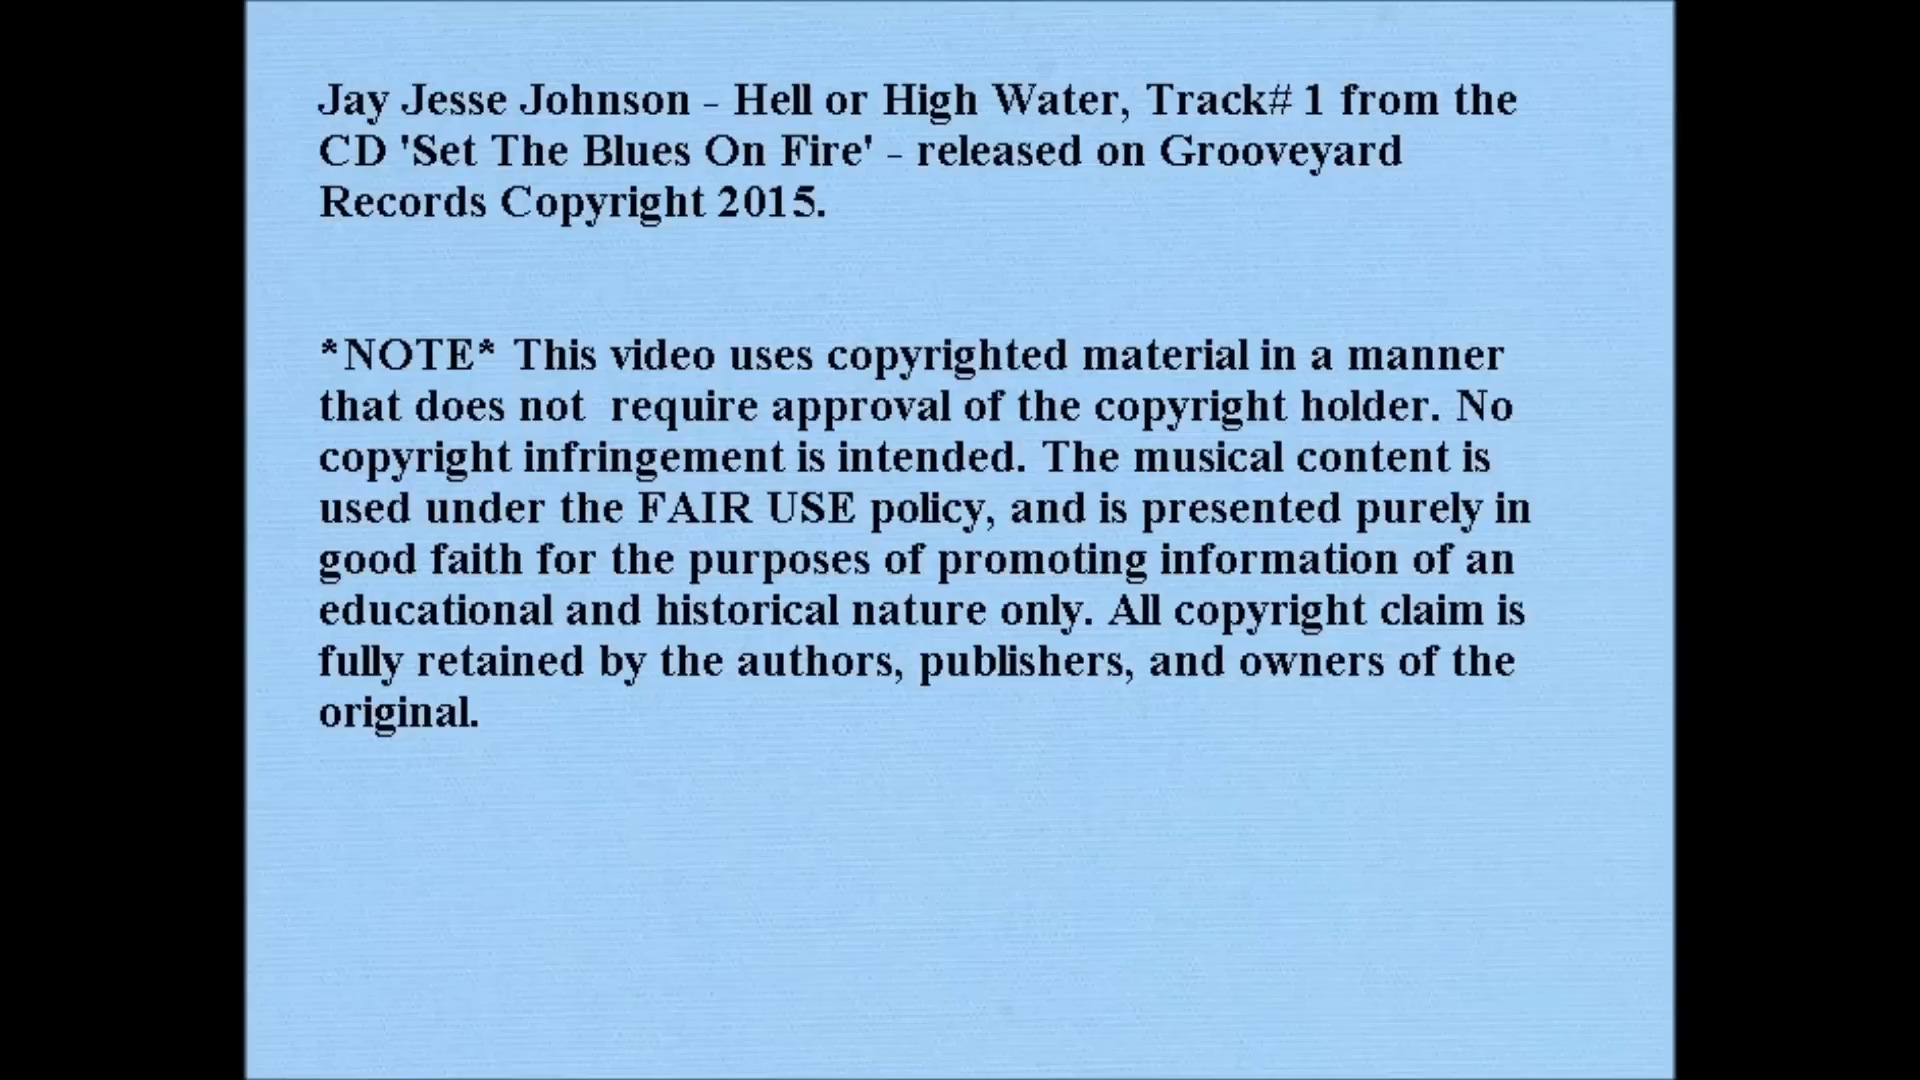 Jay Jesse Johnson - Hell or High Water, Track# 1 from the
CD 'Set The Blues On Fire' - released on Grooveyard
Records Copyright 2015.
*NOTE* This video uses copyrighted material in a manner
that does not  require approval of the copyright holder. No
copyright infringement is intended. The musical content is
used under the FAIR USE policy, and is presented purely in
good faith for the purposes of promoting information of an
educational and historical nature only. All copyright claim is
fully retained by the authors, publishers, and owners of the
original.